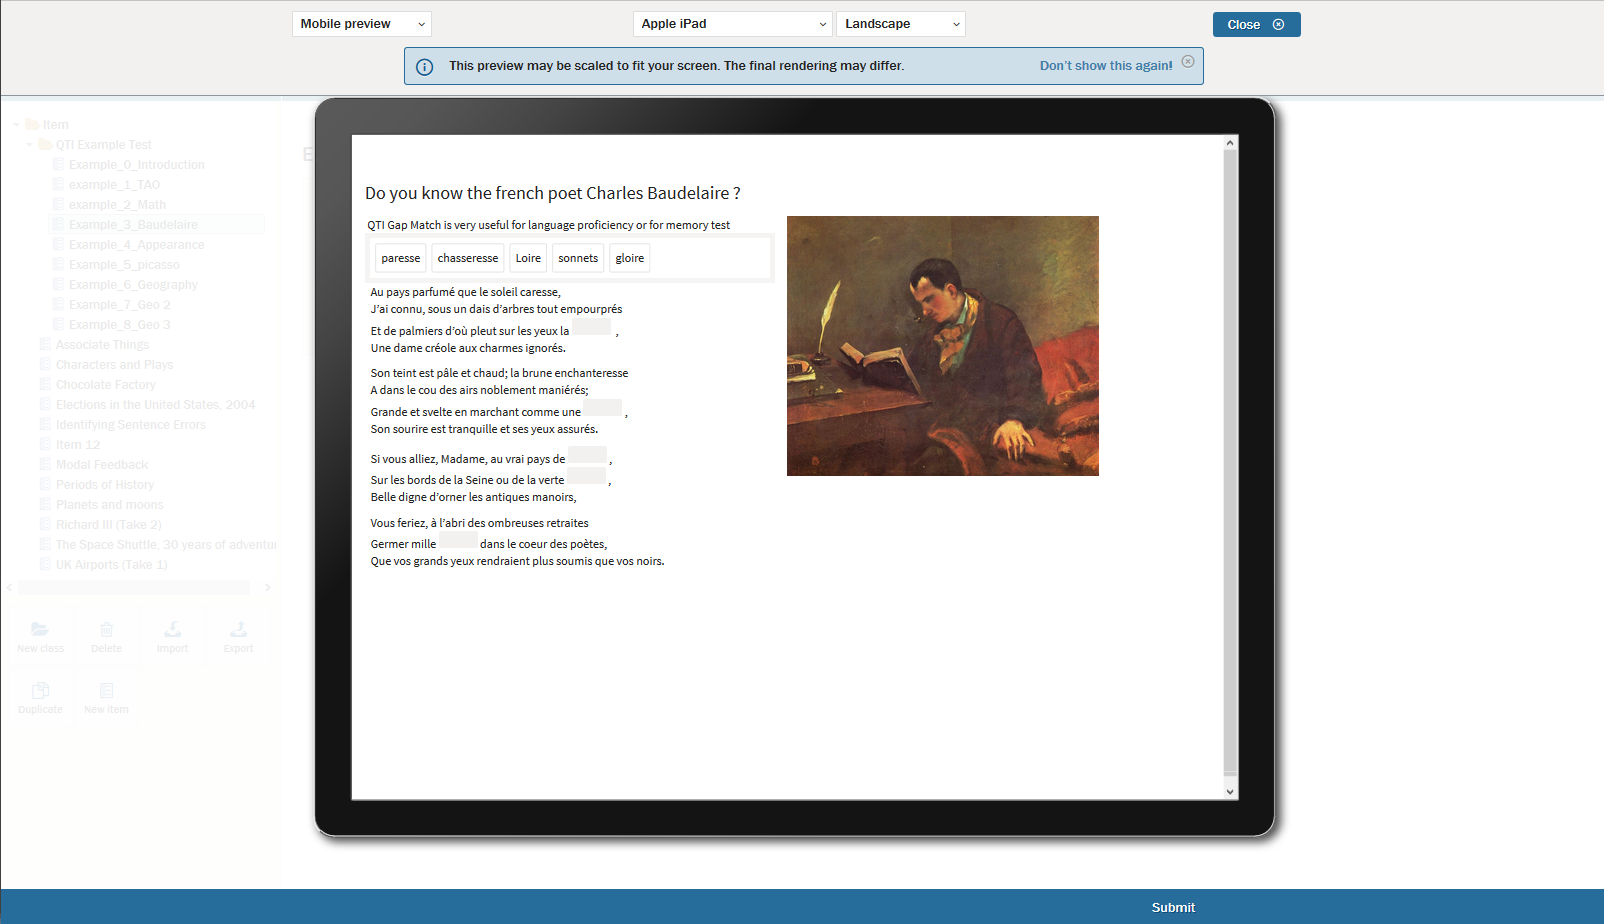 Mobile preview
Apple iPad
Landscape
Close
This preview may be scaled to fit your screen. The final rendering may differ.
Don't show this again!
Item
QTI Example Test
Example_0_Introduction
example_1_TAO
example_2_Math
Example_3_Baudelaire
Example_4_Appearance
Example_5_picasso
Example_6_Geography
Example_7_Geo 2
Example_8_Geo 3
Associate Things
Characters and Plays
Chocolate Factory
Elections in the United States, 2004
Identifying Sentence Errors
Item 12
Modal Feedback
Periods of History
Planets and moons
Richard III (Take 2)
The Space Shuttle, 30 years of adventur
UK Airports (Take 1)
New class
Delete
Import
Export
Duplicate
New item
E
Do you know the french poet Charles Baudelaire ?
QTI Gap Match is very useful for language proficiency or for memory test
paresse chasseresse Loire sonnets gloire
Au pays parfumé que le soleil caresse,
J'ai connu, sous un dais d'arbres tout empourprés
Et de palmiers d'où pleut sur les yeux la ,
Une dame créole aux charmes ignorés.
Son teint est pâle et chaud; la brune enchanteresse
A dans le cou des airs noblement maniérés;
Grande et svelte en marchant comme une ,
Son sourire est tranquille et ses yeux assurés.
Si vous alliez, Madame, au vrai pays de ,
Sur les bords de la Seine ou de la verte ,
Belle digne d'orner les antiques manoirs,
Vous feriez, à l'abri des ombreuses retraites
Germer mille dans le coeur des poètes,
Que vos grands yeux rendraient plus soumis que vos noirs.
Submit